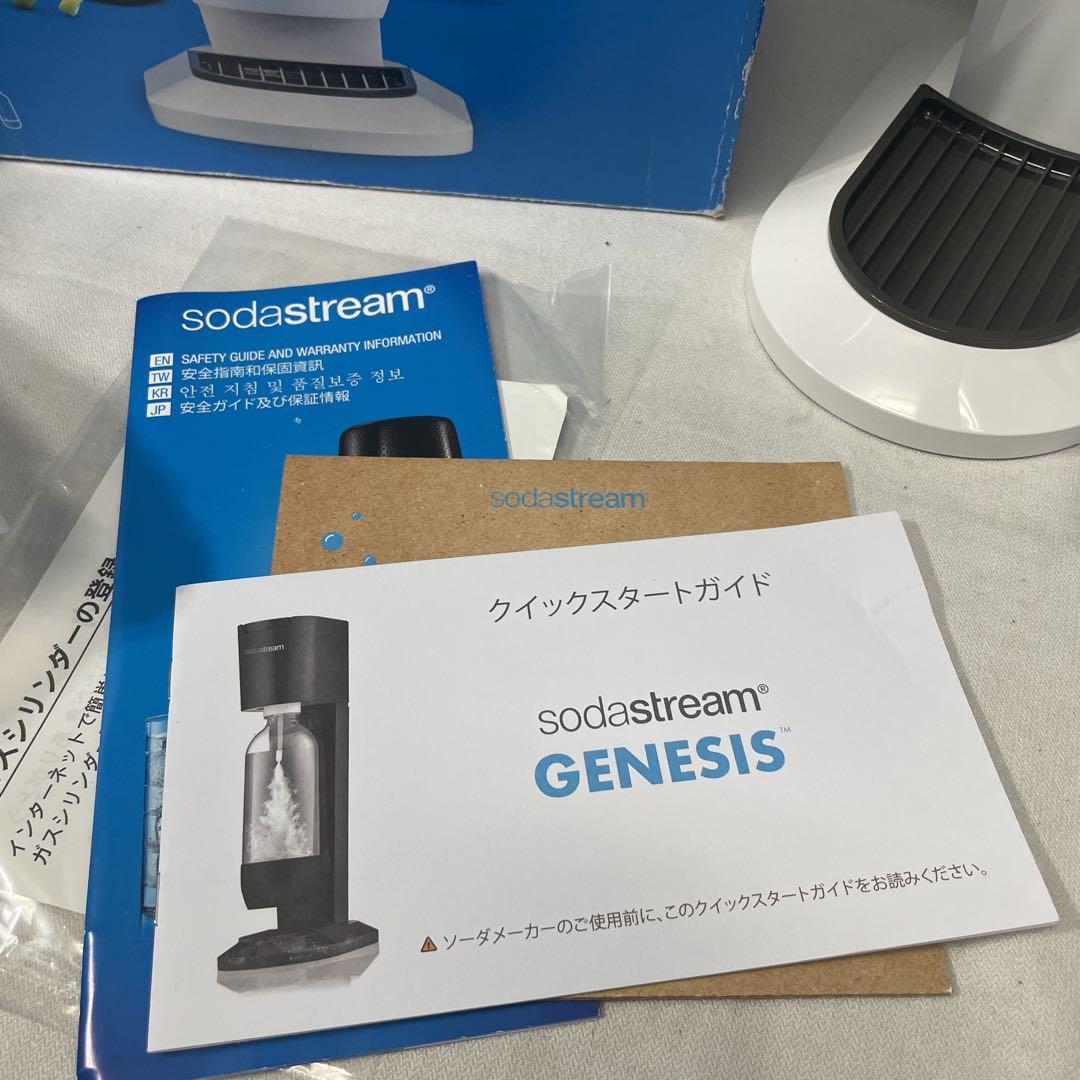 sodastream®
EN SAFETY GUIDE AND WARRANTY INFORMATION
TW 安全指南和保固資訊
KR 안전 지침 및 품질보증 정보
JP 安全ガイド及び保証情報
sodastream
クイックスタートガイド
sodastream
sodastream®
GENESIS™
⚠ ソーダメーカーのご使用前に、このクイックスタートガイドをお読みください。
スシリンダーの登録
インターネットで簡単
ガスシリンダ